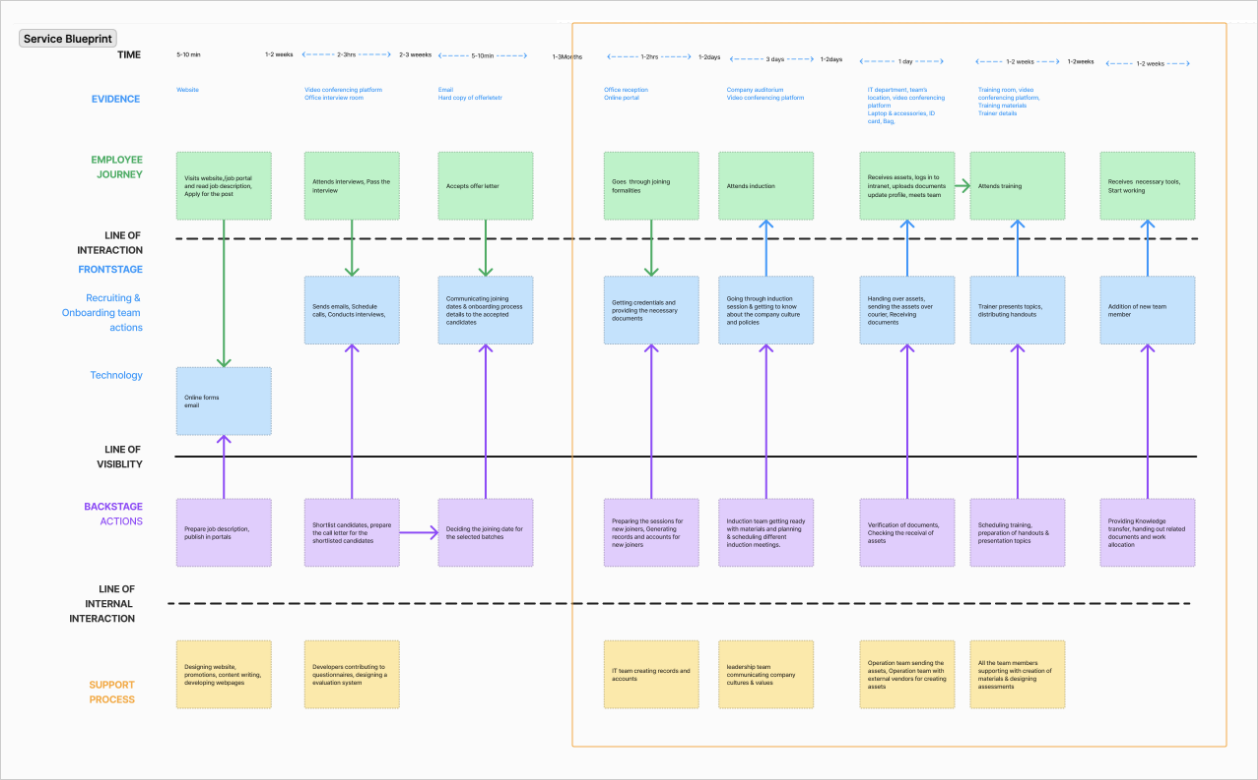 Service Blueprint
TIME
5-10 min
1-2 weeks
2-3hrs
2-3 weeeks
5-10min
1-3Months
1-2hrs
1-2days
3 days
1-2days
1 day
1-2 weeks
1-2weeks
1-2 weeks
EVIDENCE
Website
Video conferencing platform
Office interview room
Email
Hard copy of offerletetr
Office reception
Online portal
Company auditorium
Video conferencing platform
IT department, team's
location, video conferencing
platform
Laptop & accessories, ID
card, Bag,
Training room, video
conferencing platform,
Training materials
Trainer details
EMPLOYEE
JOURNEY
Visits website,/job portal
and read job description,
Apply for the post
Attends Interviews, Pass the
interview
Accepts offer letter
Goes through joining
formalities
Attends induction
Receives assets, logs in to
intranet, uploads documents
update profile, meets team
Attends training
Receives necessary tools,
Start working
LINE OF
INTERACTION
FRONTSTAGE
Recruiting &
Onboarding team
actions
Sends emails, Schedule
calls, Conducts interviews,
Communicating joining
dates & onboarding process
details to the accepted
candidates
Getting credentials and
providing the necessary
documents
Going through induction
session & getting to know
about the company culture
and policies
Handing over assets,
sending the assets over
courier, Receiving
documents
Trainer presents topics,
distributing handouts
Addition of new team
member
Technology
Online forms
email
LINE OF
VISIBLITY
BACKSTAGE
ACTIONS
Prepare job description,
publish in portals
Shortlist candidates, prepare
the call letter for the
shortlisted candidates
Deciding the joining date for
the selected batches
Preparing the sessions for
new joiners, Generating
records and accounts for
new joiners
Induction team getting ready
with materials and planning
& scheduling different
induction meetings.
Verification of documents,
Checking the receival of
assets
Scheduling training,
preparation of handouts &
presentation topics
Providing Knowledge
transfer, handing out related
documents and work
allocation
LINE OF
INTERNAL
INTERACTION
SUPPORT
PROCESS
Designing website,
promotions, content writing,
developing webpages
Developers contributing to
questionnaires, designing a
evaluation system
IT team creating records and
accounts
leadership team
communicating company
cultures & values
Operation team sending the
assets, Operation team with
external vendors for creating
assets
All the team members
supporting with creation of
materials & designing
assessments